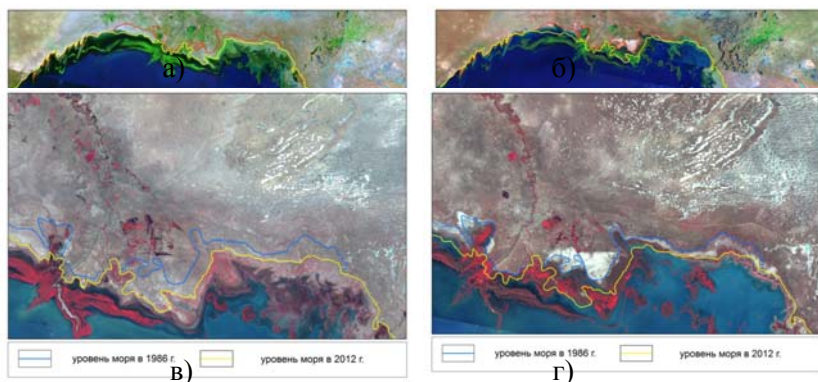 а)
б)
уровень моря в 1986 г.
уровень моря в 2012 г.
уровень моря в 1986 г.
уровень моря в 2012 г.
в)
г)